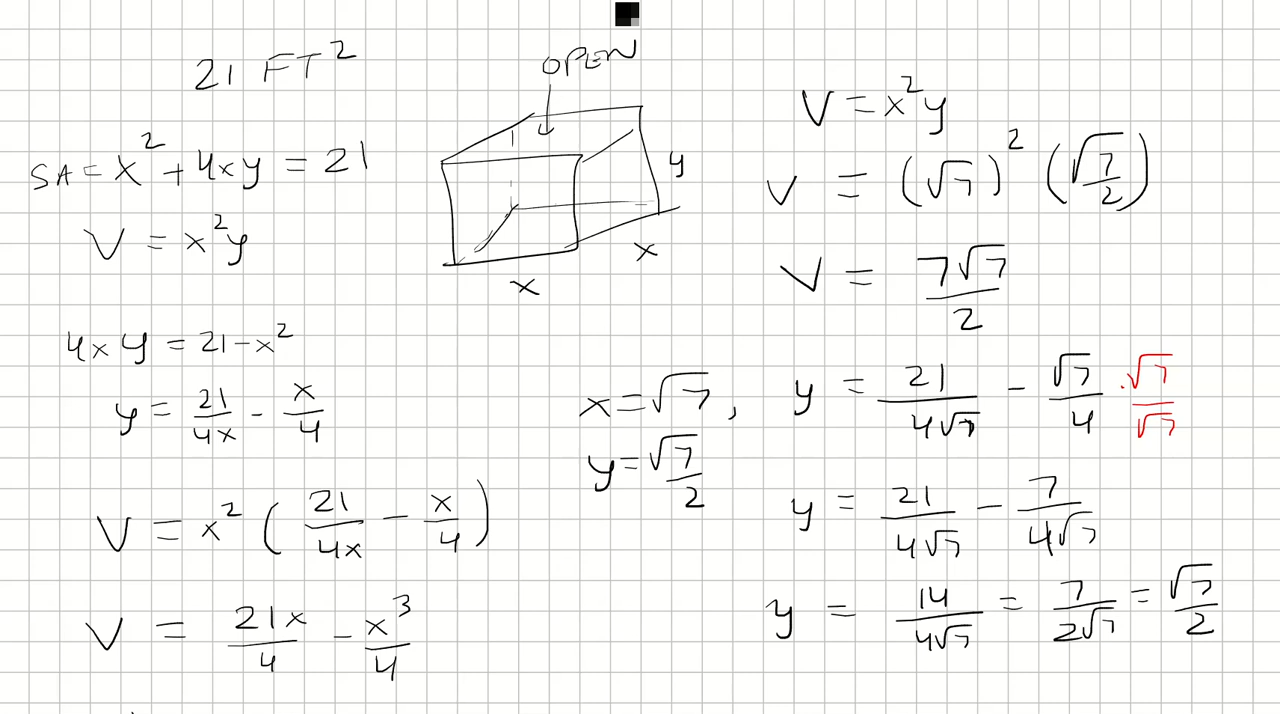 21 FT²
SA = x² + 4xy = 21
V = x²y
4xy = 21 - x²
y = 21/4x - x/4
V = x² (21/4x - x/4)
V = 21x/4 - x³/4
OPEN
y
x
x
x = √7,
y = √7/2
V = x²y
V = (√7)² (√7/2)
V = 7√7/2
y = 21/4√7 - √7/4 · √7/√7
y = 21/4√7 - 7/4√7
y = 14/4√7 = 7/2√7 = √7/2